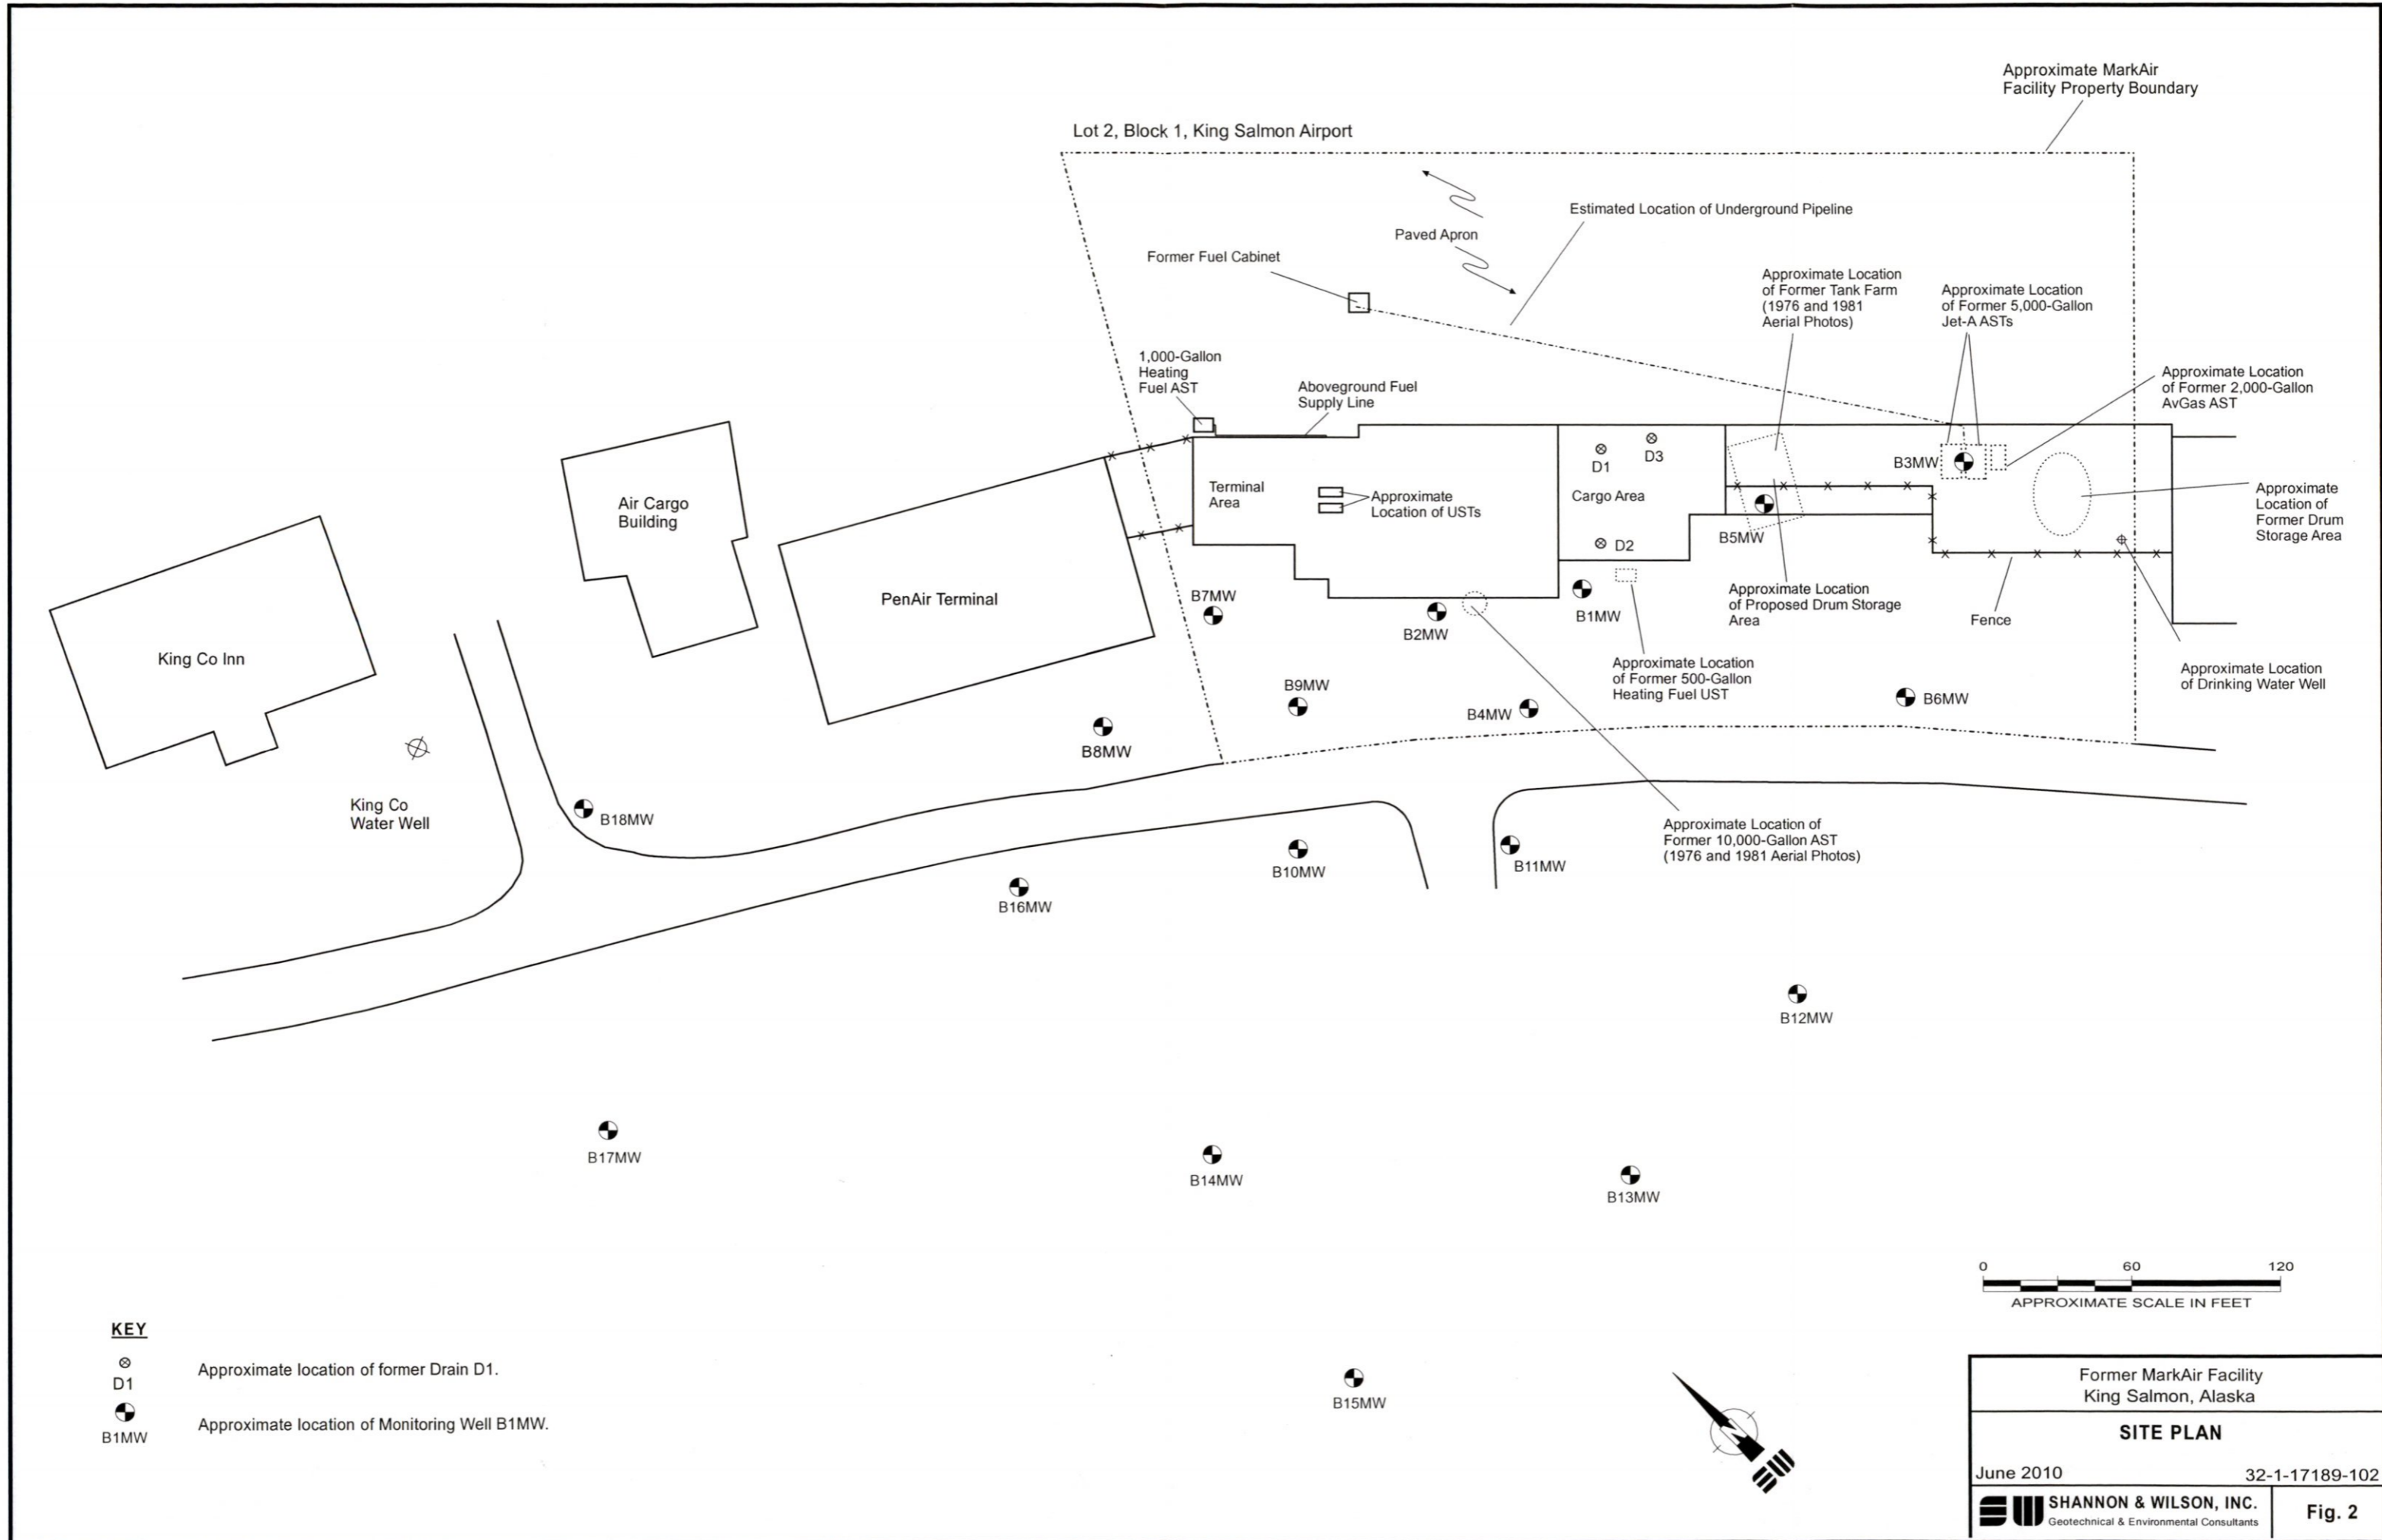 Approximate MarkAir
Facility Property Boundary
Lot 2, Block 1, King Salmon Airport
Estimated Location of Underground Pipeline
Paved Apron
Former Fuel Cabinet
Approximate Location
of Former Tank Farm
(1976 and 1981
Aerial Photos)
Approximate Location
of Former 5,000-Gallon
Jet-A ASTs
1,000-Gallon
Heating
Fuel AST
Aboveground Fuel
Supply Line
Approximate Location
of Former 2,000-Gallon
AvGas AST
D1
D3
B3MW
Terminal
Area
Approximate
Location of USTs
Cargo Area
Approximate
Location of
Former Drum
Storage Area
Air Cargo
Building
D2
B5MW
PenAir Terminal
B7MW
B2MW
B1MW
Approximate Location
of Proposed Drum Storage
Area
Fence
King Co Inn
Approximate Location
of Former 500-Gallon
Heating Fuel UST
Approximate Location
of Drinking Water Well
B9MW
B4MW
B6MW
B8MW
King Co
Water Well
B18MW
Approximate Location of
Former 10,000-Gallon AST
(1976 and 1981 Aerial Photos)
B10MW
B11MW
B16MW
B12MW
B17MW
B14MW
B13MW
0 60 120
APPROXIMATE SCALE IN FEET
KEY
D1
Approximate location of former Drain D1.
B1MW
Approximate location of Monitoring Well B1MW.
B15MW
SW
Former MarkAir Facility
King Salmon, Alaska
SITE PLAN
June 2010 32-1-17189-102
SW SHANNON & WILSON, INC.
Geotechnical & Environmental Consultants
Fig. 2